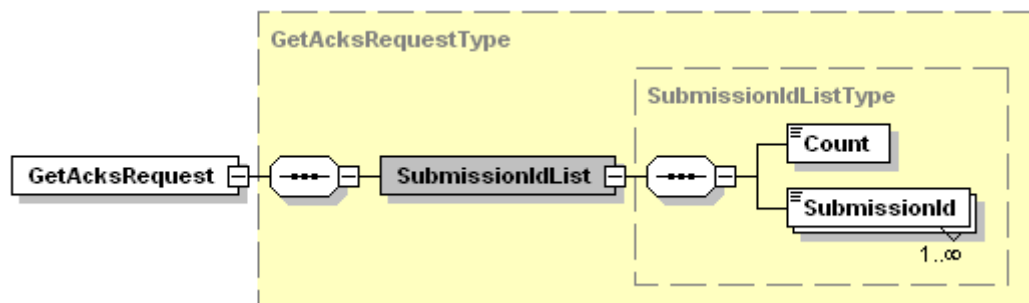 GetAcksRequestType
SubmissionIdListType
Count
GetAcksRequest
SubmissionIdList
SubmissionId
1..∞